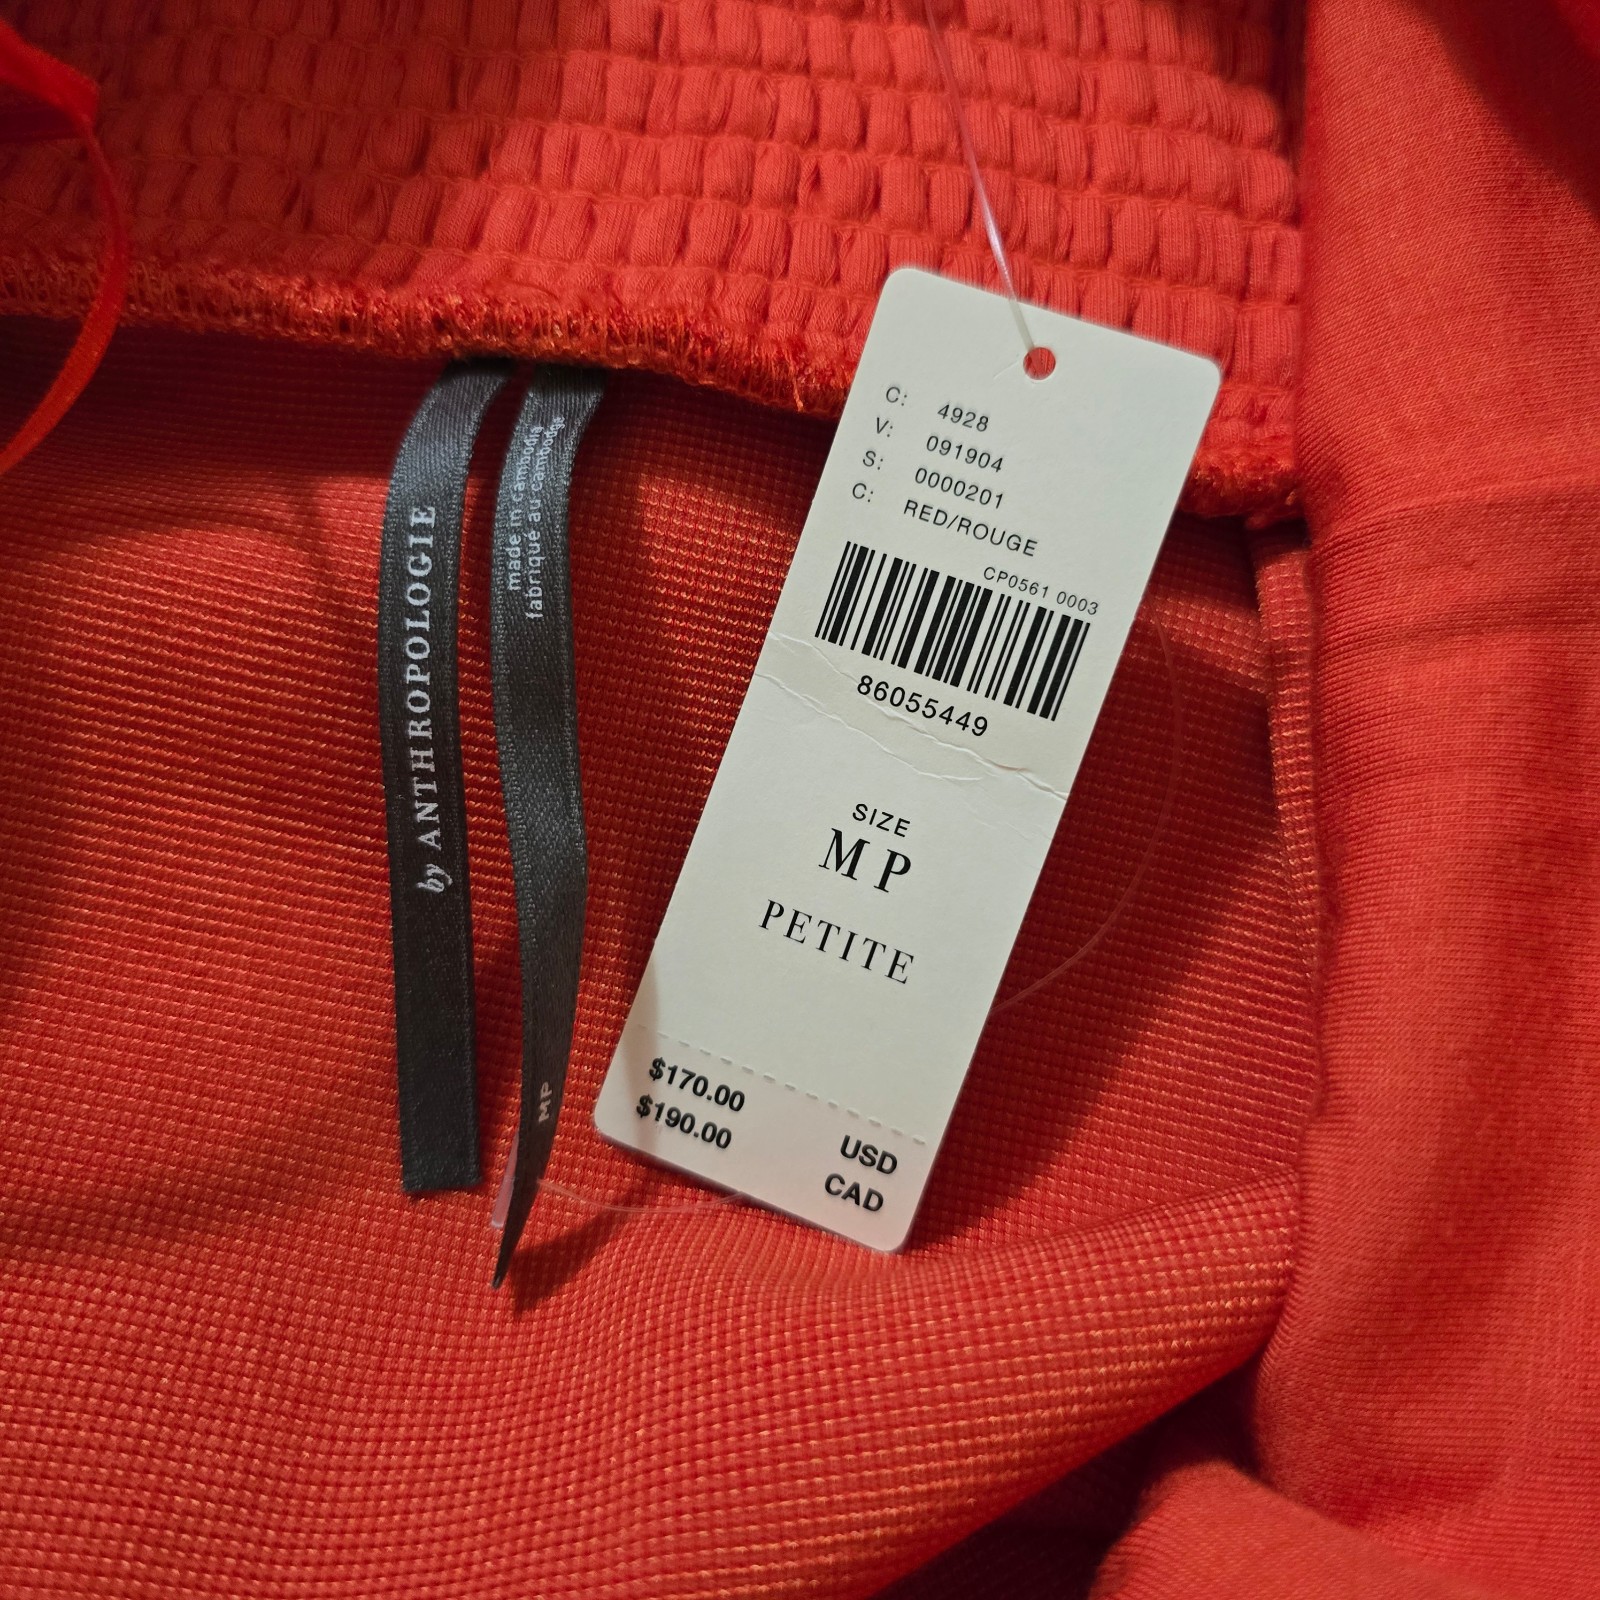 by ANTHROPOLOGIE
made in Cambodia
fabriqué au Cambodge
MP
C: 4928
V: 091904
S: 0000201
C: RED/ROUGE
CP0561 0003
86055449
SIZE
M P
PETITE
$170.00 USD
$190.00 CAD